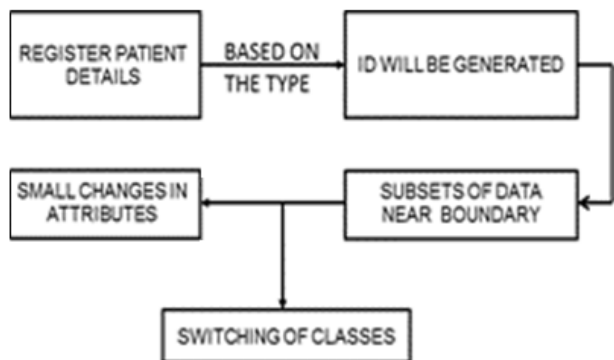 REGISTER PATIENT
DETAILS
BASED ON
THE TYPE
ID WILL BE GENERATED
SMALL CHANGES IN
ATTRIBUTES
SUBSETS OF DATA
NEAR BOUNDARY
SWITCHING OF CLASSES